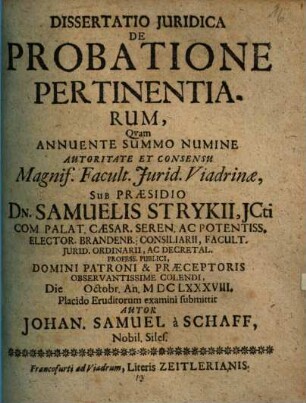 DISSERTATIO JURIDICA
DE
PROBATIONE
PERTINENTIA-
RUM,
Qvam
ANNUENTE SUMMO NUMINE
AUTORITATE ET CONSENSU
Magnif. Facult. Jurid. Viadrinæ,
SUB PRÆSIDIO
DN. SAMUELIS STRYKII, JCti
COM. PALAT. CÆSAR. SEREN. AC POTENTISS.
ELECTOR. BRANDENB. CONSILIARII, FACULT.
JURID. ORDINARII, AC DECRETAL.
PROFESS. PUBLICI,
DOMINI PATRONI & PRÆCEPTORIS
OBSERVANTISSIME COLENDI,
Die Octobr. An. MDCLXXXVIII.
Placido Eruditorum examini submittit
AUTOR
JOHAN. SAMUEL à SCHAFF,
Nobil. Siles.
Francofurti ad Viadrum, Literis ZEITLERIANIS.